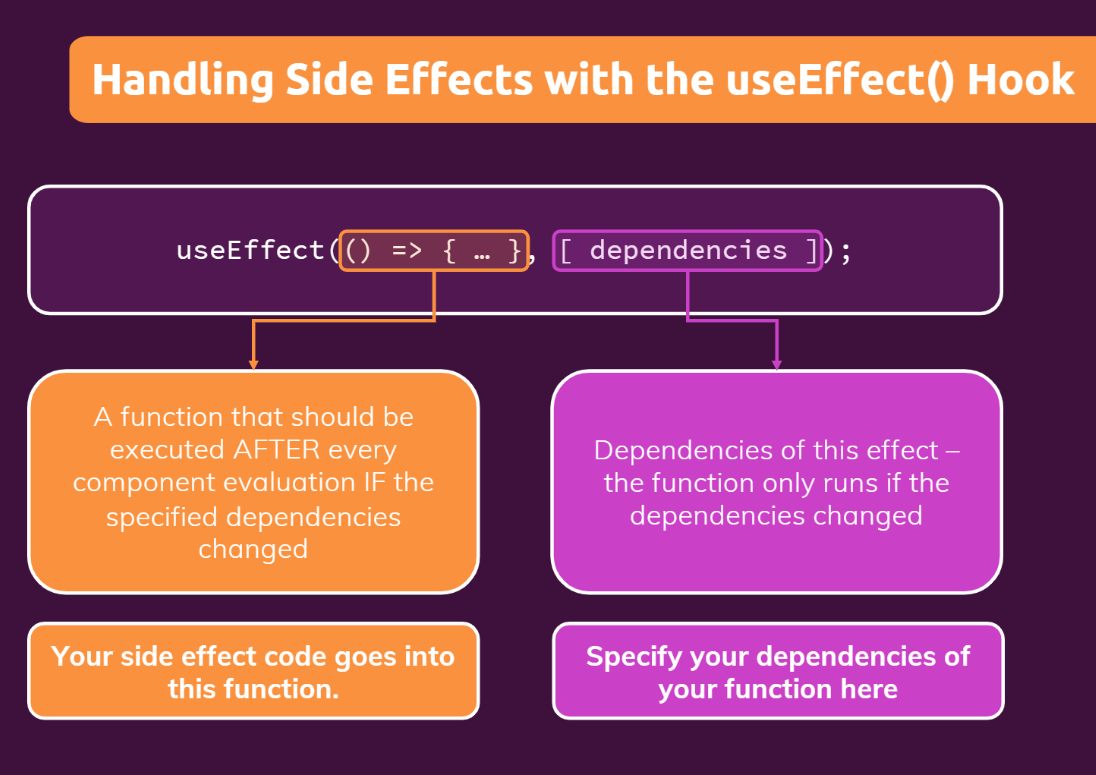 Handling Side Effects with the useEffect() Hook
useEffect(() => { … }, [ dependencies ]);
A function that should be
executed AFTER every
component evaluation IF the
specified dependencies
changed
Dependencies of this effect –
the function only runs if the
dependencies changed
Your side effect code goes into
this function.
Specify your dependencies of
your function here